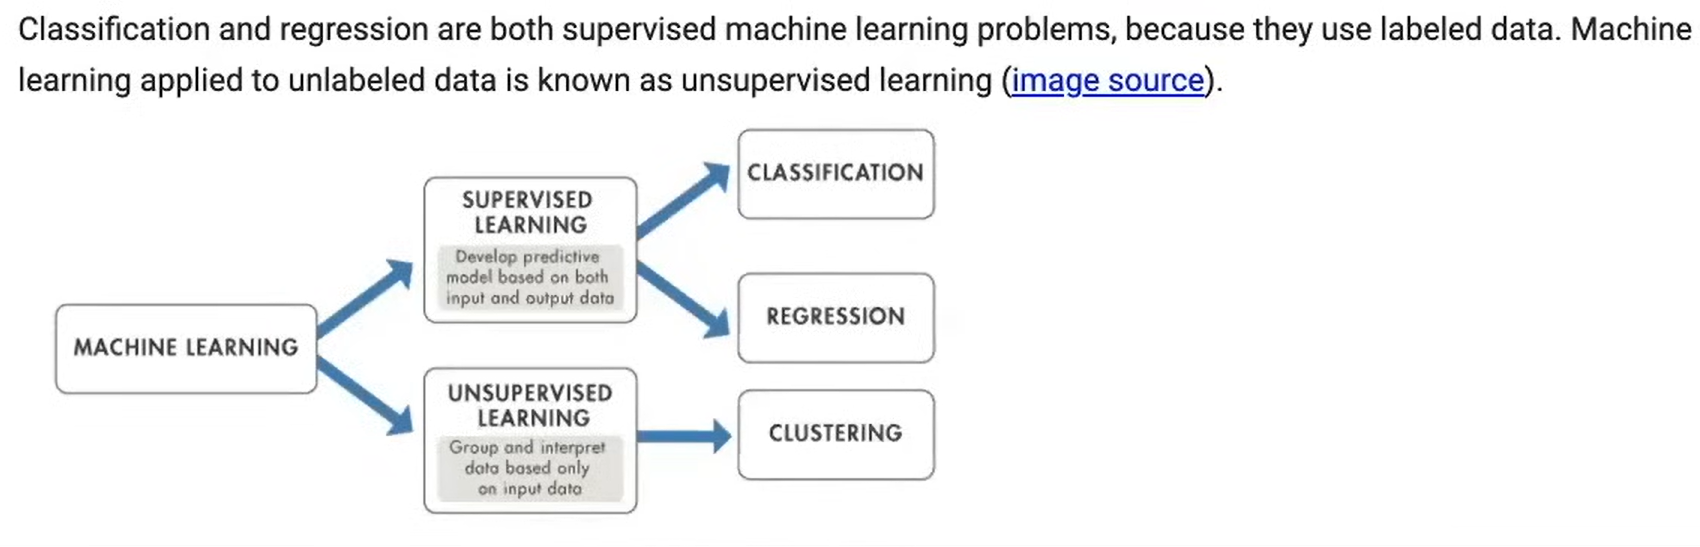 Classification and regression are both supervised machine learning problems, because they use labeled data. Machine
learning applied to unlabeled data is known as unsupervised learning (image source).
MACHINE LEARNING
SUPERVISED
LEARNING
Develop predictive
model based on both
input and output data
CLASSIFICATION
REGRESSION
UNSUPERVISED
LEARNING
Group and interpret
data based only
on input data
CLUSTERING